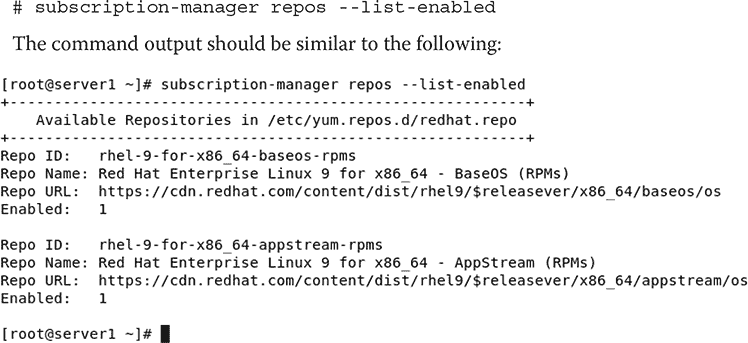 # subscription-manager repos --list-enabled
The command output should be similar to the following:
[root@server1 ~]# subscription-manager repos --list-enabled
+----------------------------------------------------------+
    Available Repositories in /etc/yum.repos.d/redhat.repo
+----------------------------------------------------------+
Repo ID:   rhel-9-for-x86_64-baseos-rpms
Repo Name: Red Hat Enterprise Linux 9 for x86_64 - BaseOS (RPMs)
Repo URL:  https://cdn.redhat.com/content/dist/rhel9/$releasever/x86_64/baseos/os
Enabled:   1
Repo ID:   rhel-9-for-x86_64-appstream-rpms
Repo Name: Red Hat Enterprise Linux 9 for x86_64 - AppStream (RPMs)
Repo URL:  https://cdn.redhat.com/content/dist/rhel9/$releasever/x86_64/appstream/os
Enabled:   1
[root@server1 ~]#